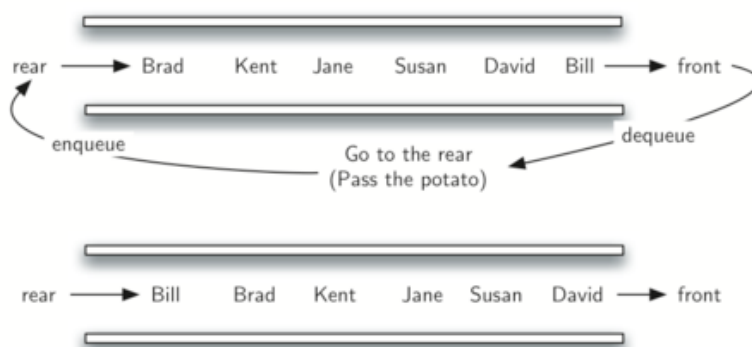 rear Brad Kent Jane Susan David Bill front
enqueue
dequeue
Go to the rear
(Pass the potato)
rear Bill Brad Kent Jane Susan David front